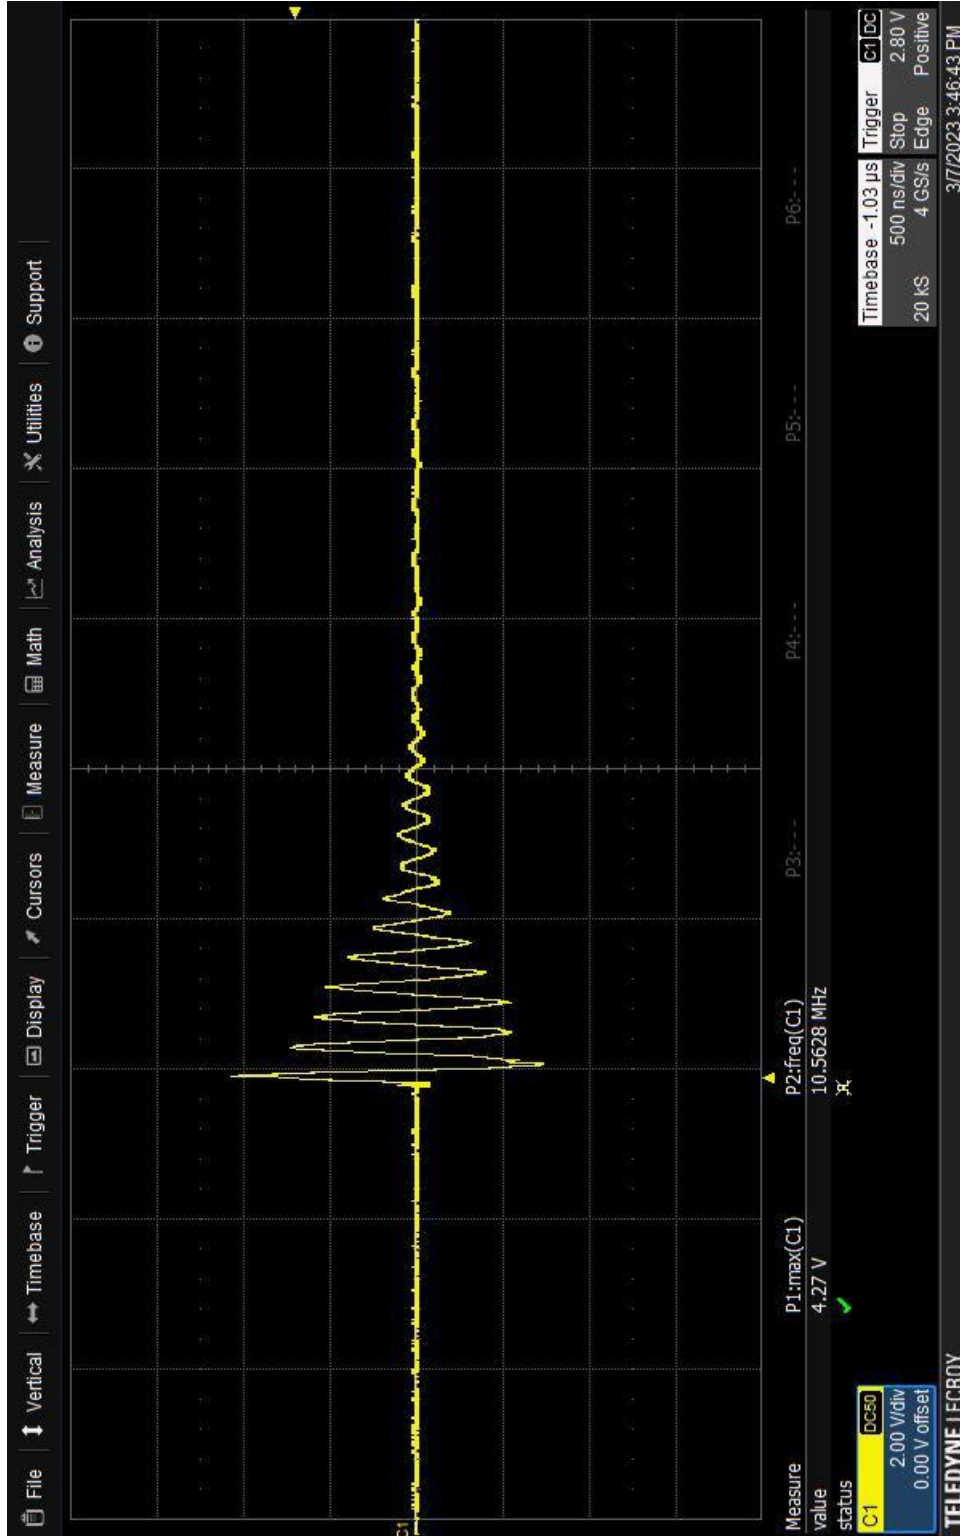 File Vertical Timebase Trigger Display Cursors Measure Math Analysis Utilities Support
C1
Measure P1:max(C1) P2:freq(C1) P3:--- P4:--- P5:--- P6:---
value 4.27 V 10.5628 MHz
status
C1 DC50
2.00 V/div
0.00 V offset
Timebase -1.03 µs
500 ns/div
20 kS 4 GS/s
Trigger C1 DC
Stop 2.80 V
Edge Positive
TELEDYNE LECROY
3/7/2023 3:46:43 PM